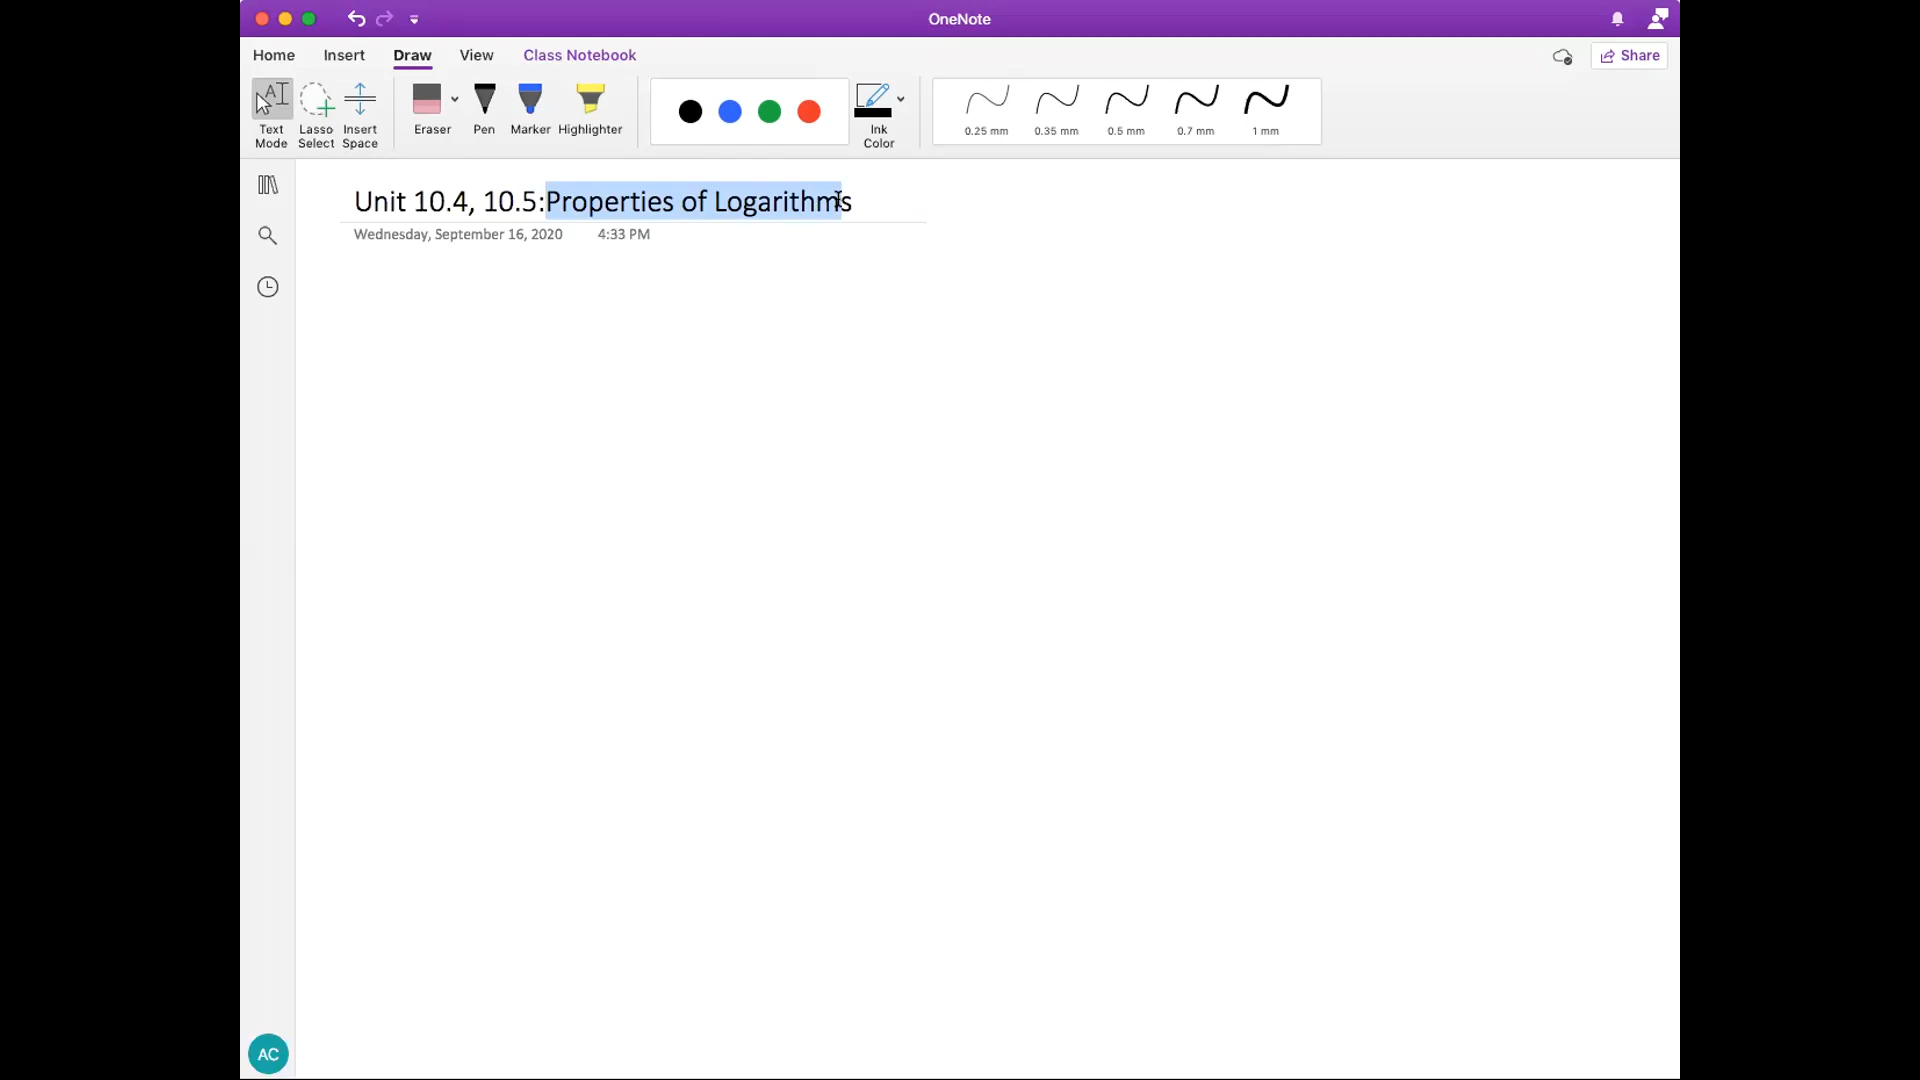 OneNote
Home Insert Draw View Class Notebook Share
Text Mode
Lasso Select
Insert Space
Eraser
Pen
Marker
Highlighter
Ink Color
0.25 mm 0.35 mm 0.5 mm 0.7 mm 1 mm
Unit 10.4, 10.5:Properties of Logarithms
Wednesday, September 16, 2020 4:33 PM
AC